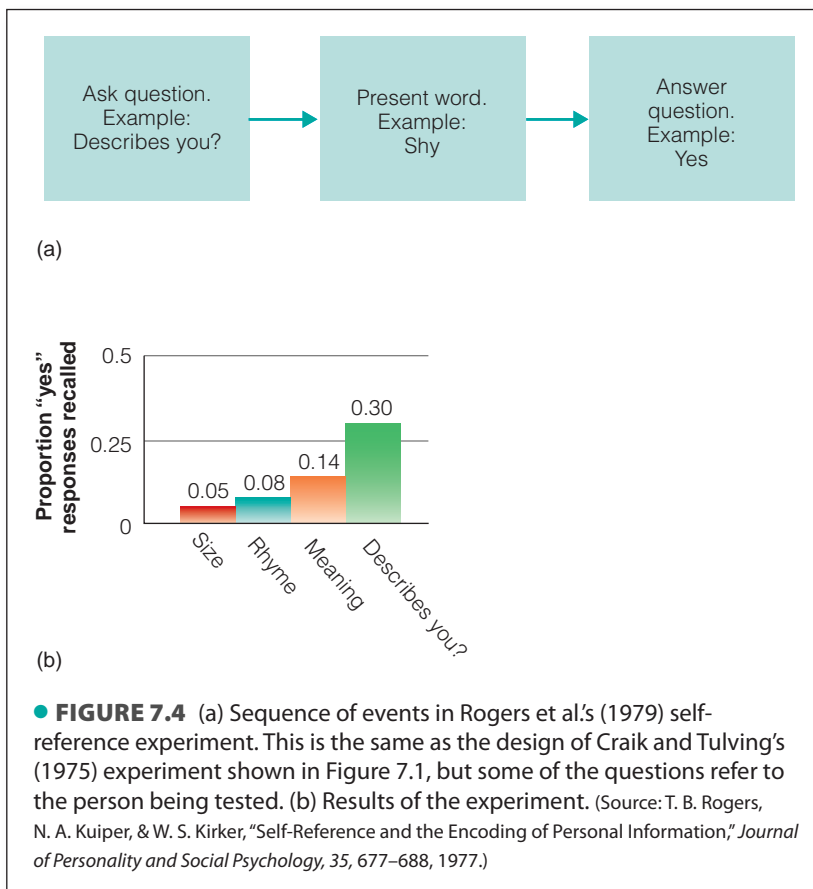 Ask question.
Example:
Describes you?
Present word.
Example:
Shy
Answer
question.
Example:
Yes
(a)
Proportion “yes”
responses recalled
0.5
0.25
0
0.05
0.08
0.14
0.30
Size
Rhyme
Meaning
Describes you?
(b)
● FIGURE 7.4 (a) Sequence of events in Rogers et al.’s (1979) self-
reference experiment. This is the same as the design of Craik and Tulving’s
(1975) experiment shown in Figure 7.1, but some of the questions refer to
the person being tested. (b) Results of the experiment. (Source: T. B. Rogers,
N. A. Kuiper, & W. S. Kirker, “Self-Reference and the Encoding of Personal Information,” Journal
of Personality and Social Psychology, 35, 677–688, 1977.)